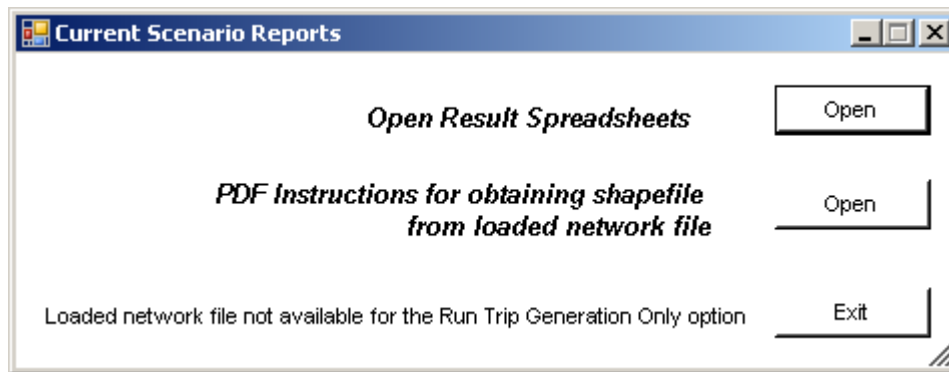 Current Scenario Reports
Open Result Spreadsheets
Open
PDF Instructions for obtaining shapefile
from loaded network file
Open
Loaded network file not available for the Run Trip Generation Only option
Exit